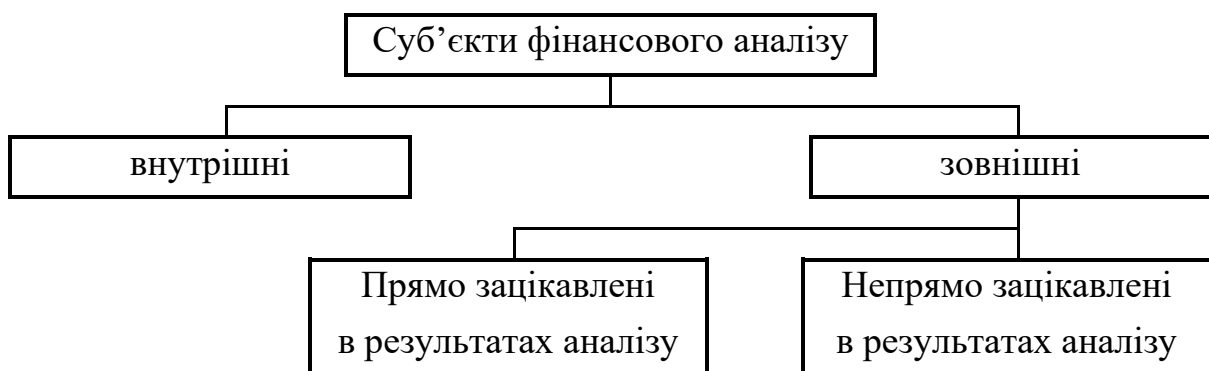 Суб’єкти фінансового аналізу
внутрішні
зовнішні
Прямо зацікавлені
в результатах аналізу
Непрямо зацікавлені
в результатах аналізу